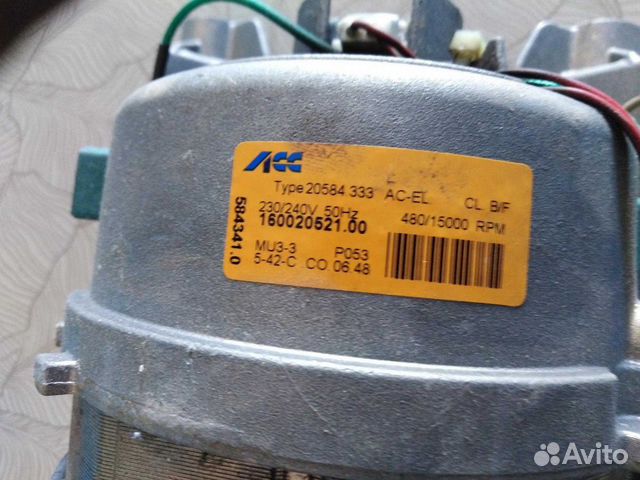 ACC
Type 20584.333 AC-EL CL. B/F
230/240V 50Hz 480/15000 RPM
160020521.00
MU3-3 P053
5-42-C CO 06 48
584341.0
Avito